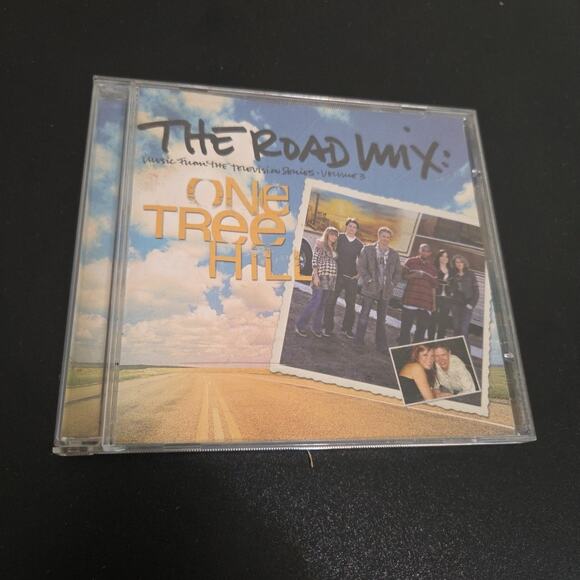 THE ROAD MIX:
MUSIC FROM THE TELEVISION SERIES · VOLUME 3
ONe
TRee
HiLL